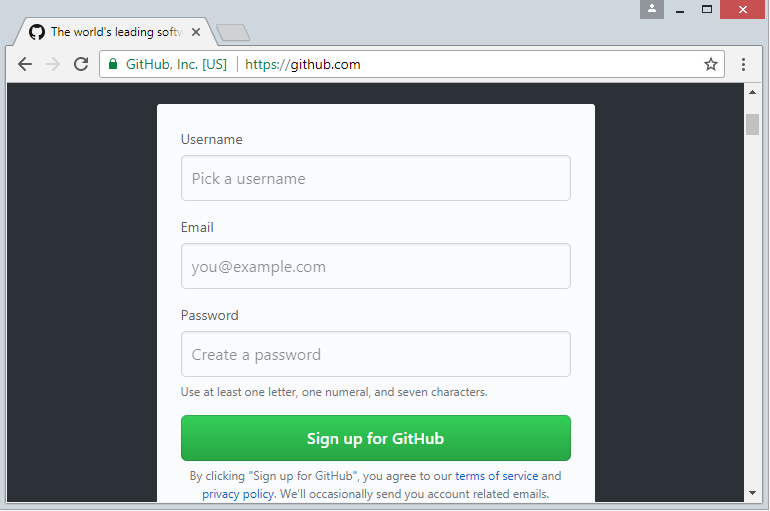 The world's leading softw
GitHub, Inc. [US] https://github.com
Username
Pick a username
Email
you@example.com
Password
Create a password
Use at least one letter, one numeral, and seven characters.
Sign up for GitHub
By clicking "Sign up for GitHub", you agree to our terms of service and
privacy policy. We'll occasionally send you account related emails.